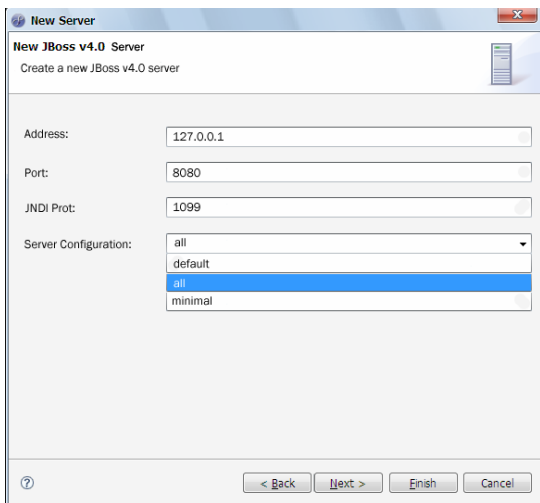 New Server
New JBoss v4.0 Server
Create a new JBoss v4.0 server
Address: 127.0.0.1
Port: 8080
JNDI Prot: 1099
Server Configuration: all
default
all
minimal
? < Back Next > Finish Cancel